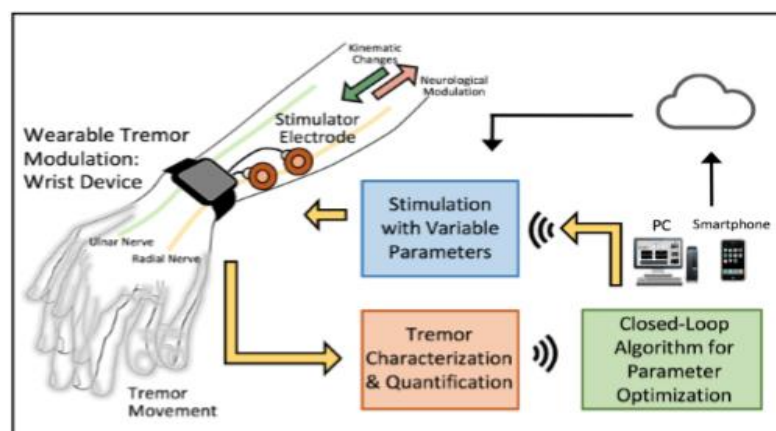 Kinematic
Changes
Neurological
Modulation
Stimulator
Electrode
Wearable Tremor
Modulation:
Wrist Device
Ulnar Nerve
Radial Nerve
Stimulation
with Variable
Parameters
PC
Smartphone
Tremor
Movement
Tremor
Characterization
& Quantification
Closed-Loop
Algorithm for
Parameter
Optimization